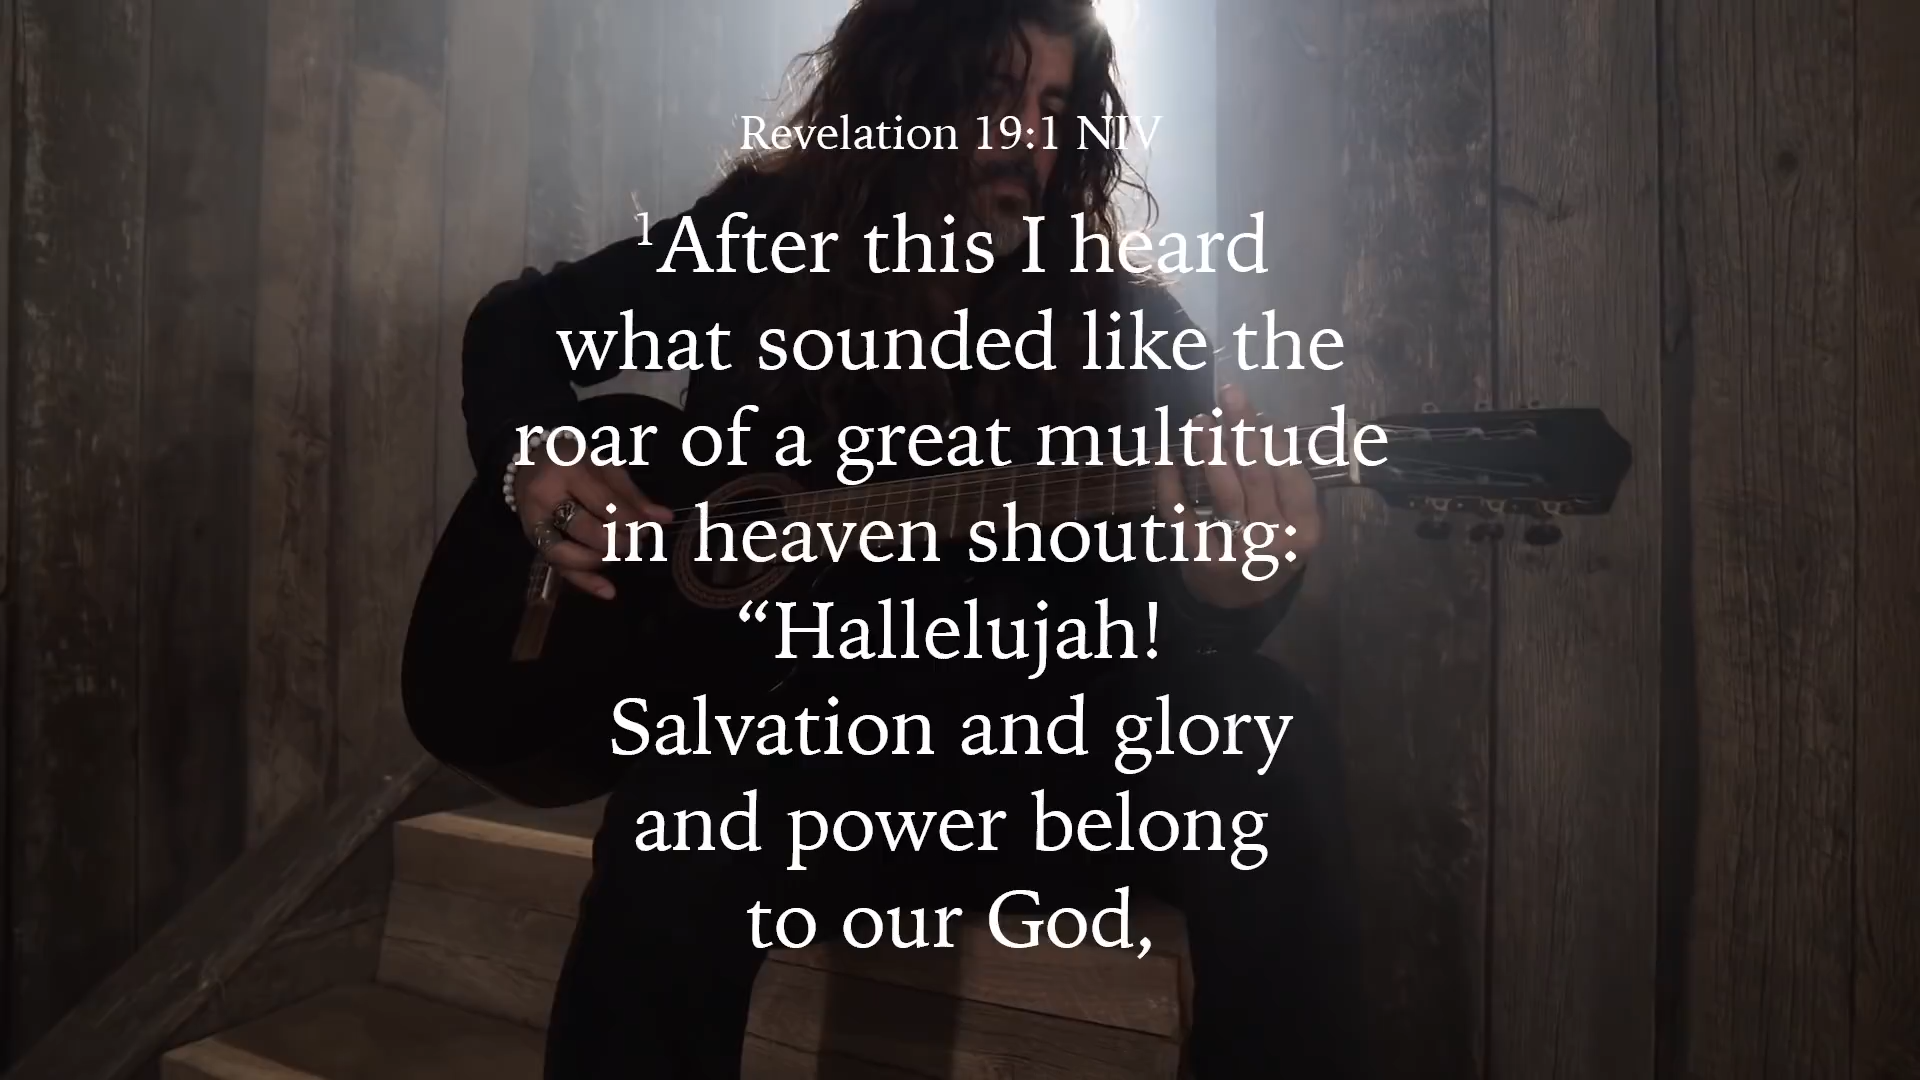 Revelation 19:1 NIV
¹After this I heard
what sounded like the
roar of a great multitude
in heaven shouting:
“Hallelujah!
Salvation and glory
and power belong
to our God,